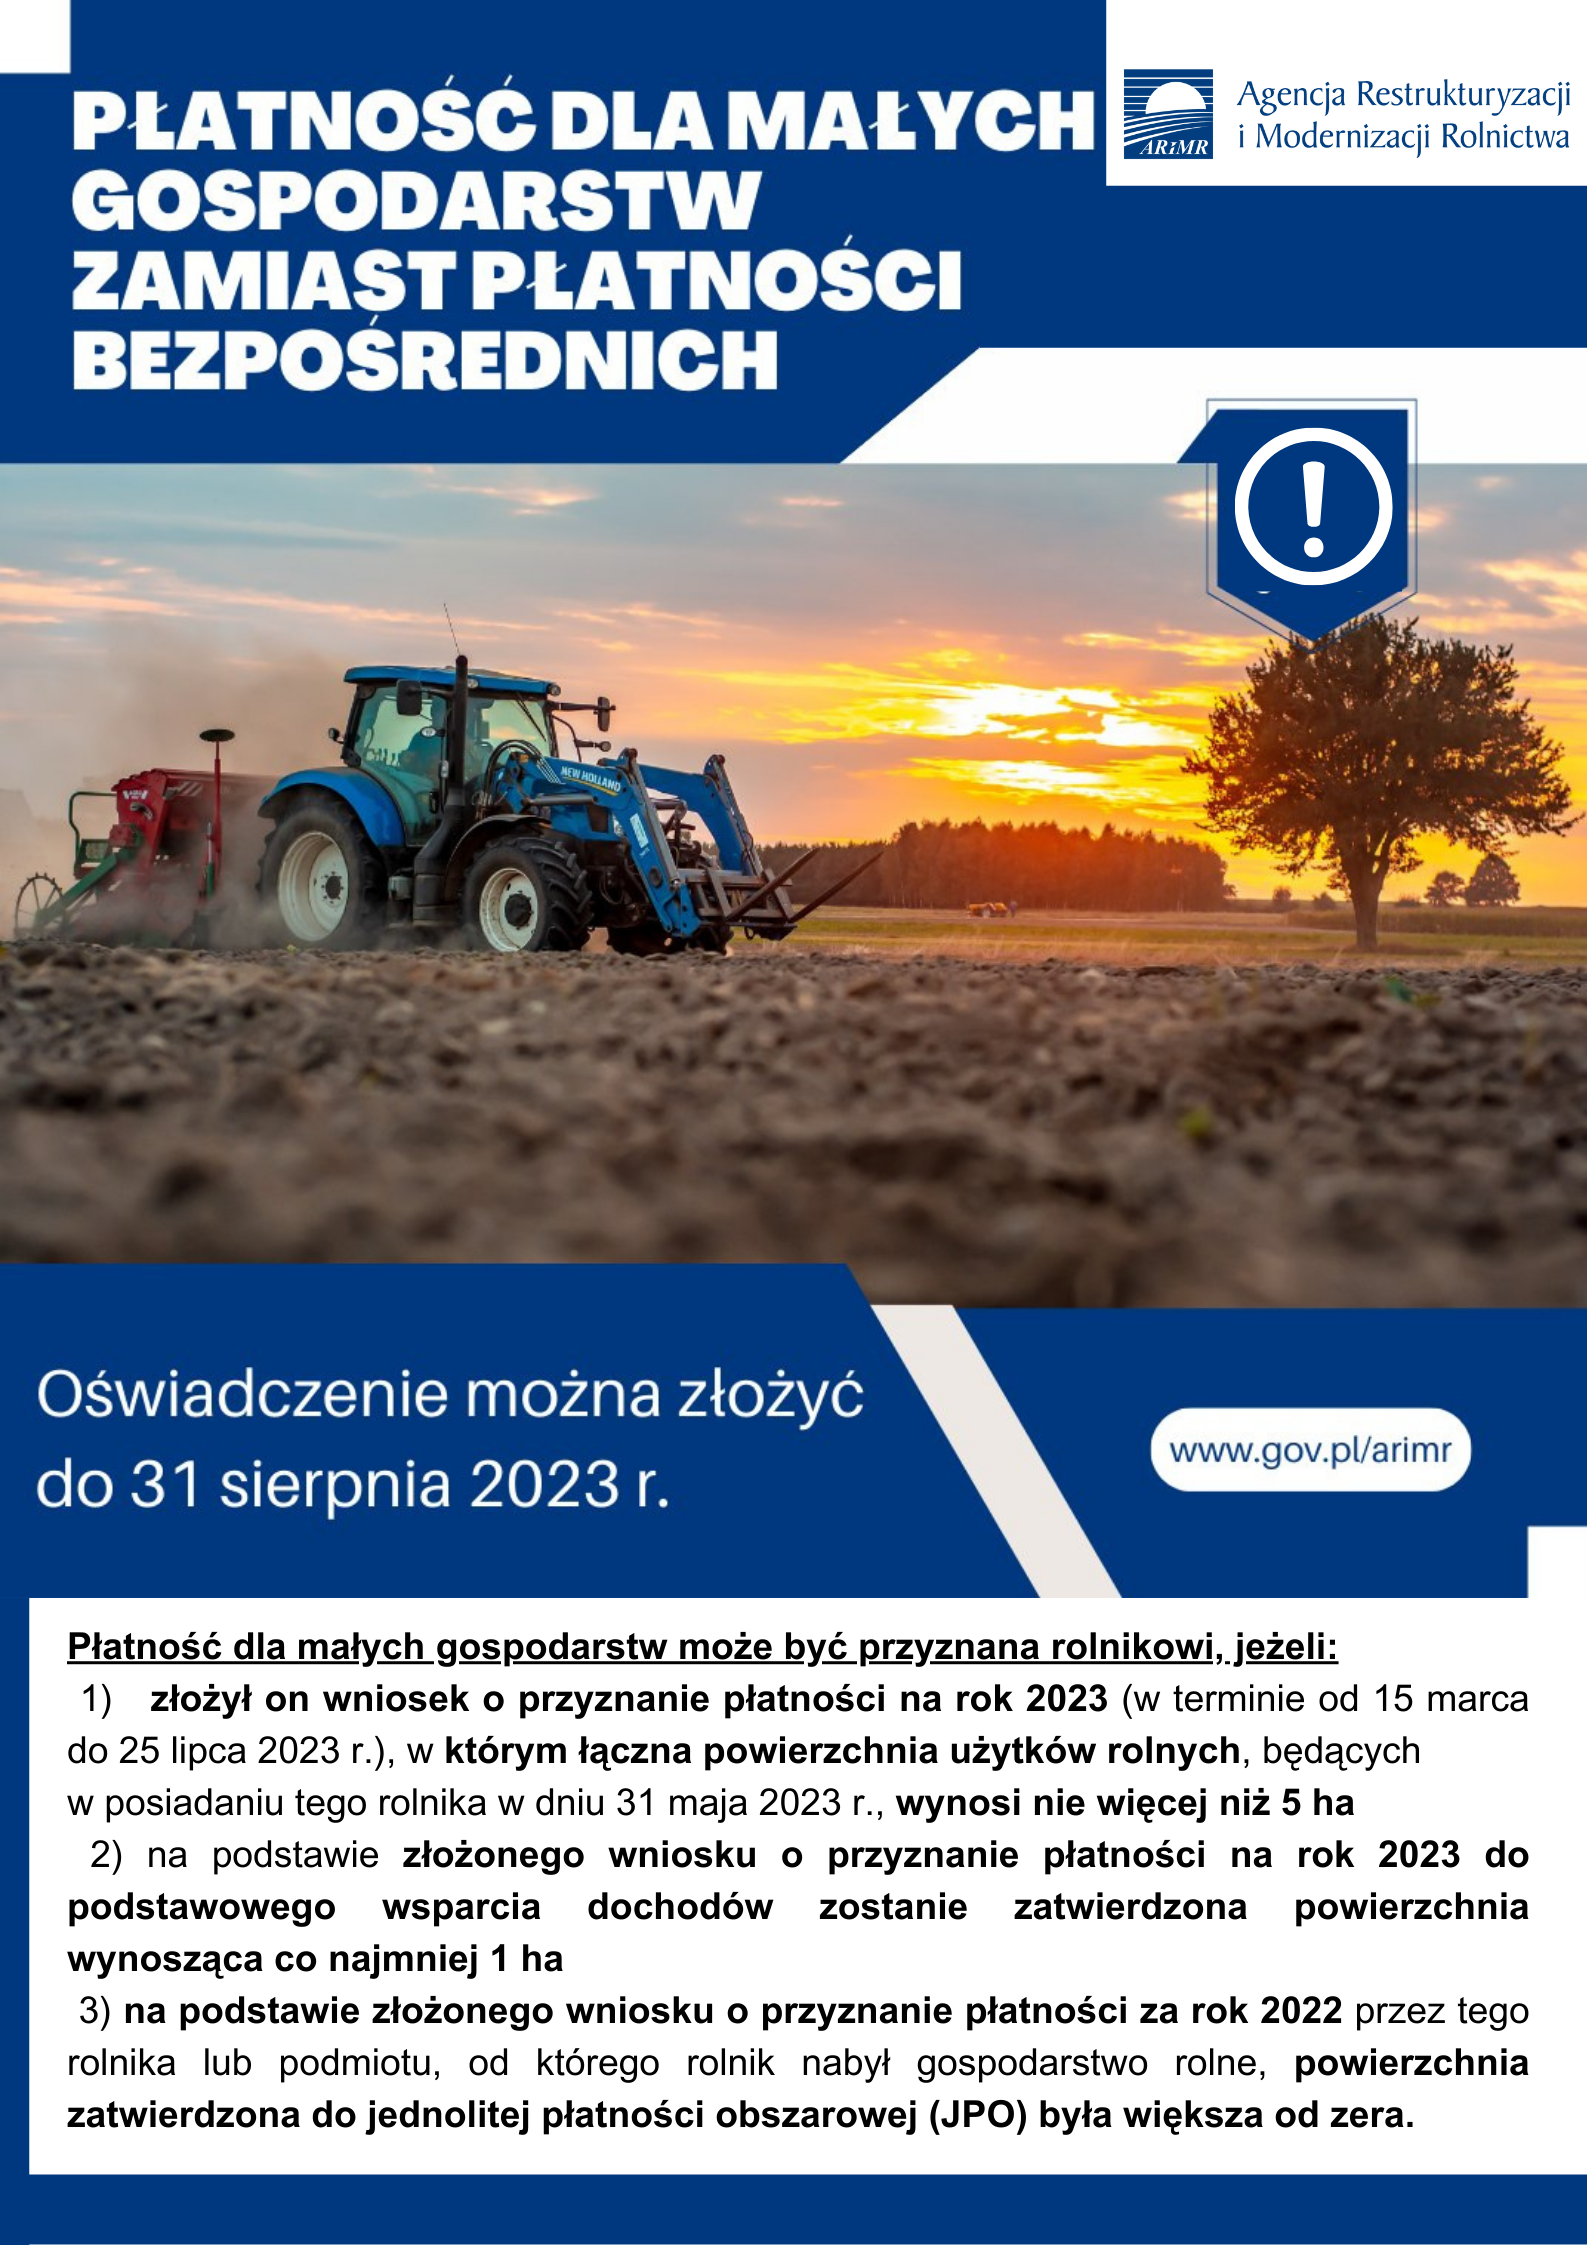 PŁATNOŚĆ DLA MAŁYCH
GOSPODARSTW
ZAMIAST PŁATNOŚCI
BEZPOŚREDNICH
ARiMR
Agencja Restrukturyzacji
i Modernizacji Rolnictwa
NEW HOLLAND
Oświadczenie można złożyć
do 31 sierpnia 2023 r.
www.gov.pl/arimr
Płatność dla małych gospodarstw może być przyznana rolnikowi, jeżeli:
1) złożył on wniosek o przyznanie płatności na rok 2023 (w terminie od 15 marca
do 25 lipca 2023 r.), w którym łączna powierzchnia użytków rolnych, będących
w posiadaniu tego rolnika w dniu 31 maja 2023 r., wynosi nie więcej niż 5 ha
2) na podstawie złożonego wniosku o przyznanie płatności na rok 2023 do
podstawowego wsparcia dochodów zostanie zatwierdzona powierzchnia
wynosząca co najmniej 1 ha
3) na podstawie złożonego wniosku o przyznanie płatności za rok 2022 przez tego
rolnika lub podmiotu, od którego rolnik nabył gospodarstwo rolne, powierzchnia
zatwierdzona do jednolitej płatności obszarowej (JPO) była większa od zera.